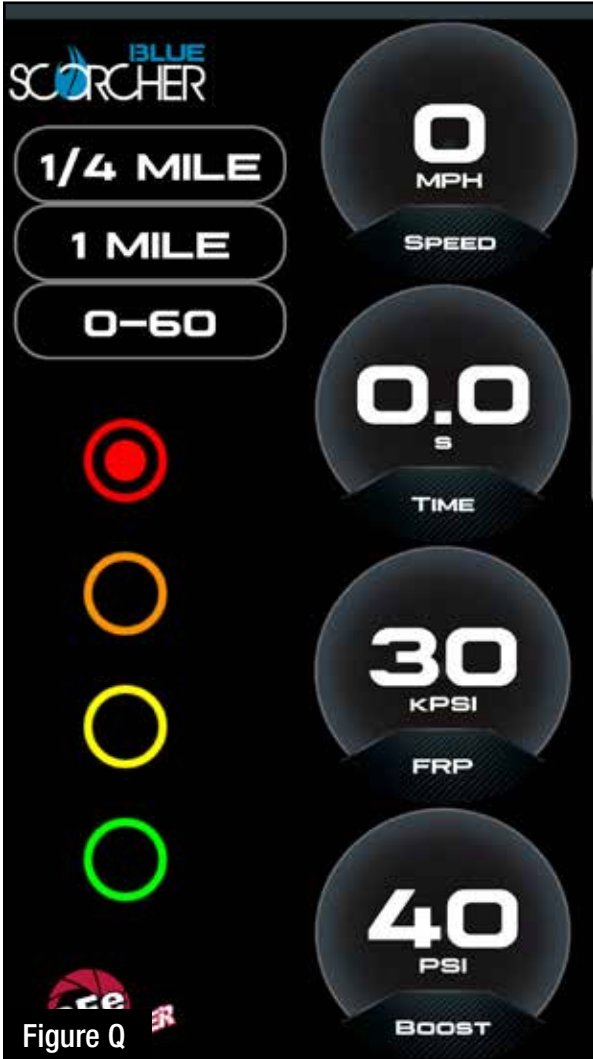 BLUE
SCORCHER
1/4 MILE
1 MILE
0-60
0
MPH
SPEED
0.0
S
TIME
30
KPSI
FRP
40
PSI
BOOST
aFe
Figure Q